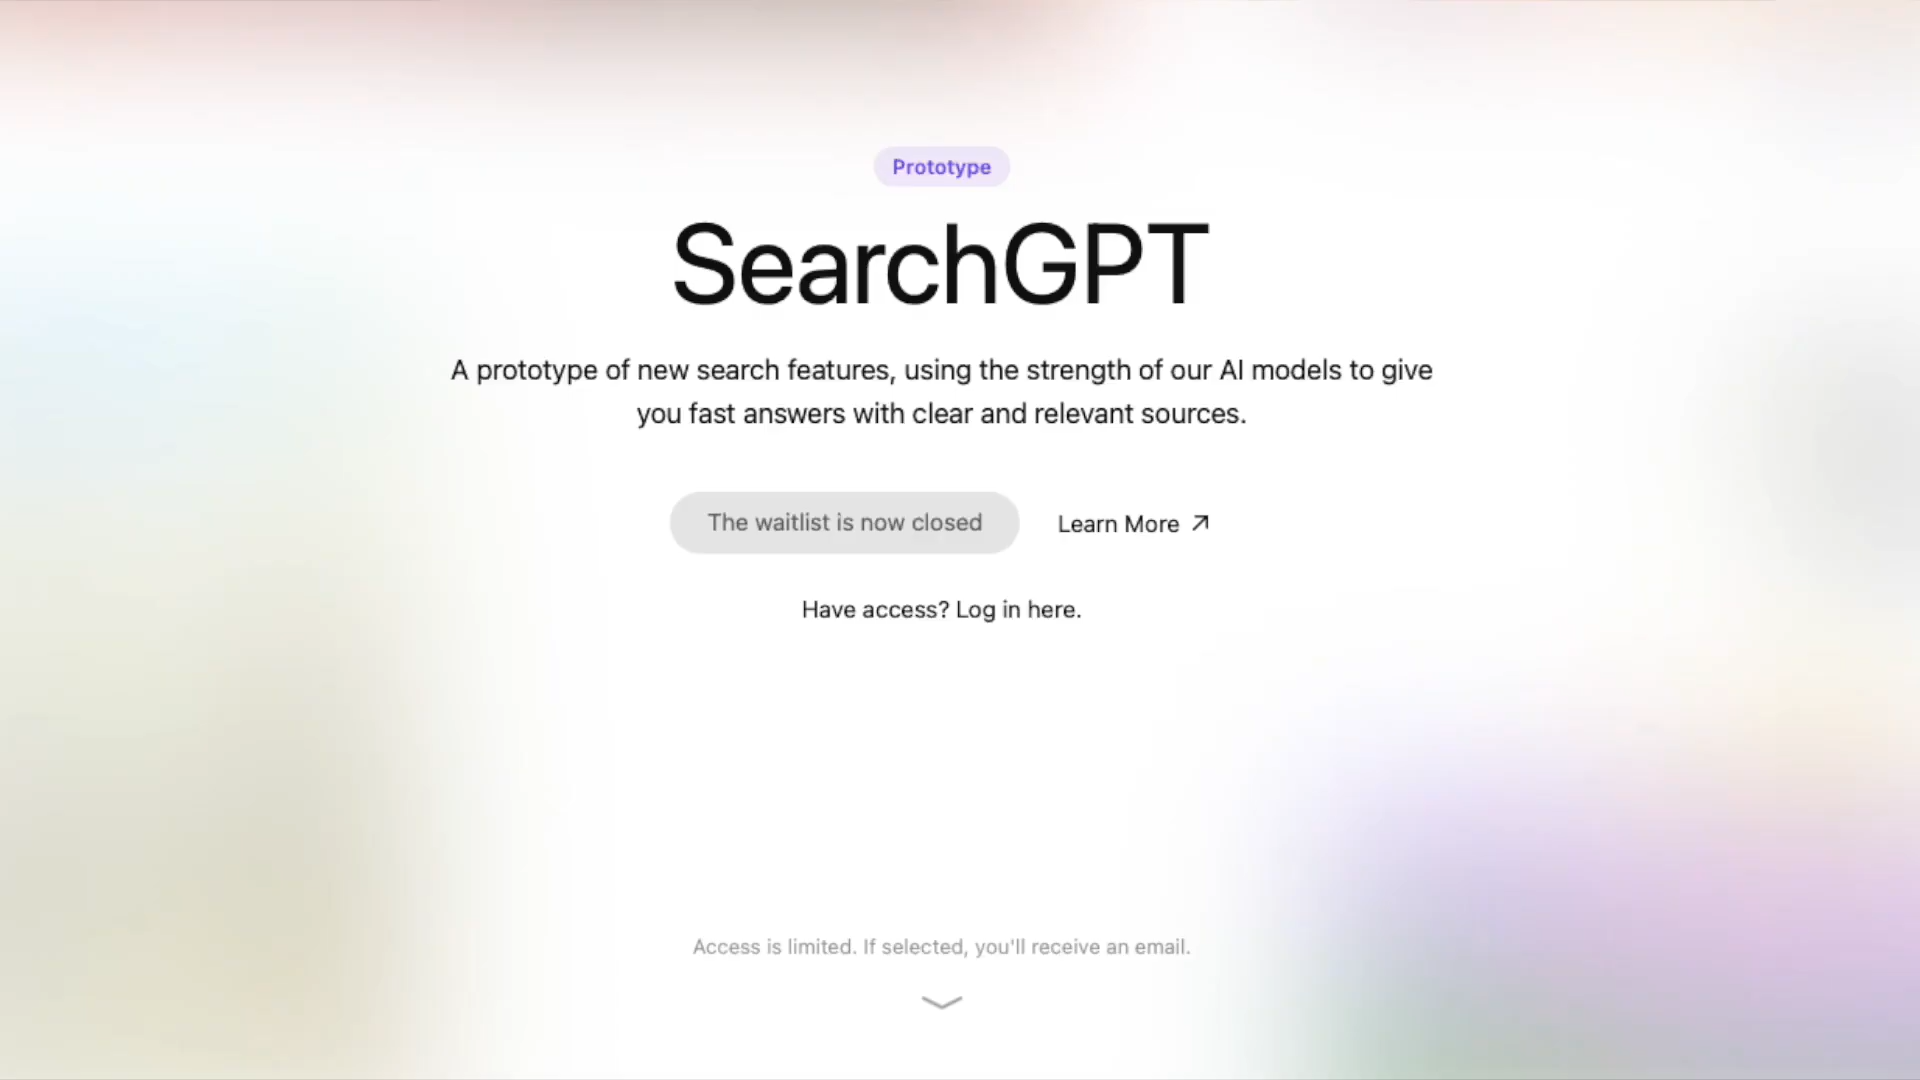 Prototype
SearchGPT
A prototype of new search features, using the strength of our AI models to give
you fast answers with clear and relevant sources.
The waitlist is now closed
Learn More ↗
Have access? Log in here.
Access is limited. If selected, you'll receive an email.